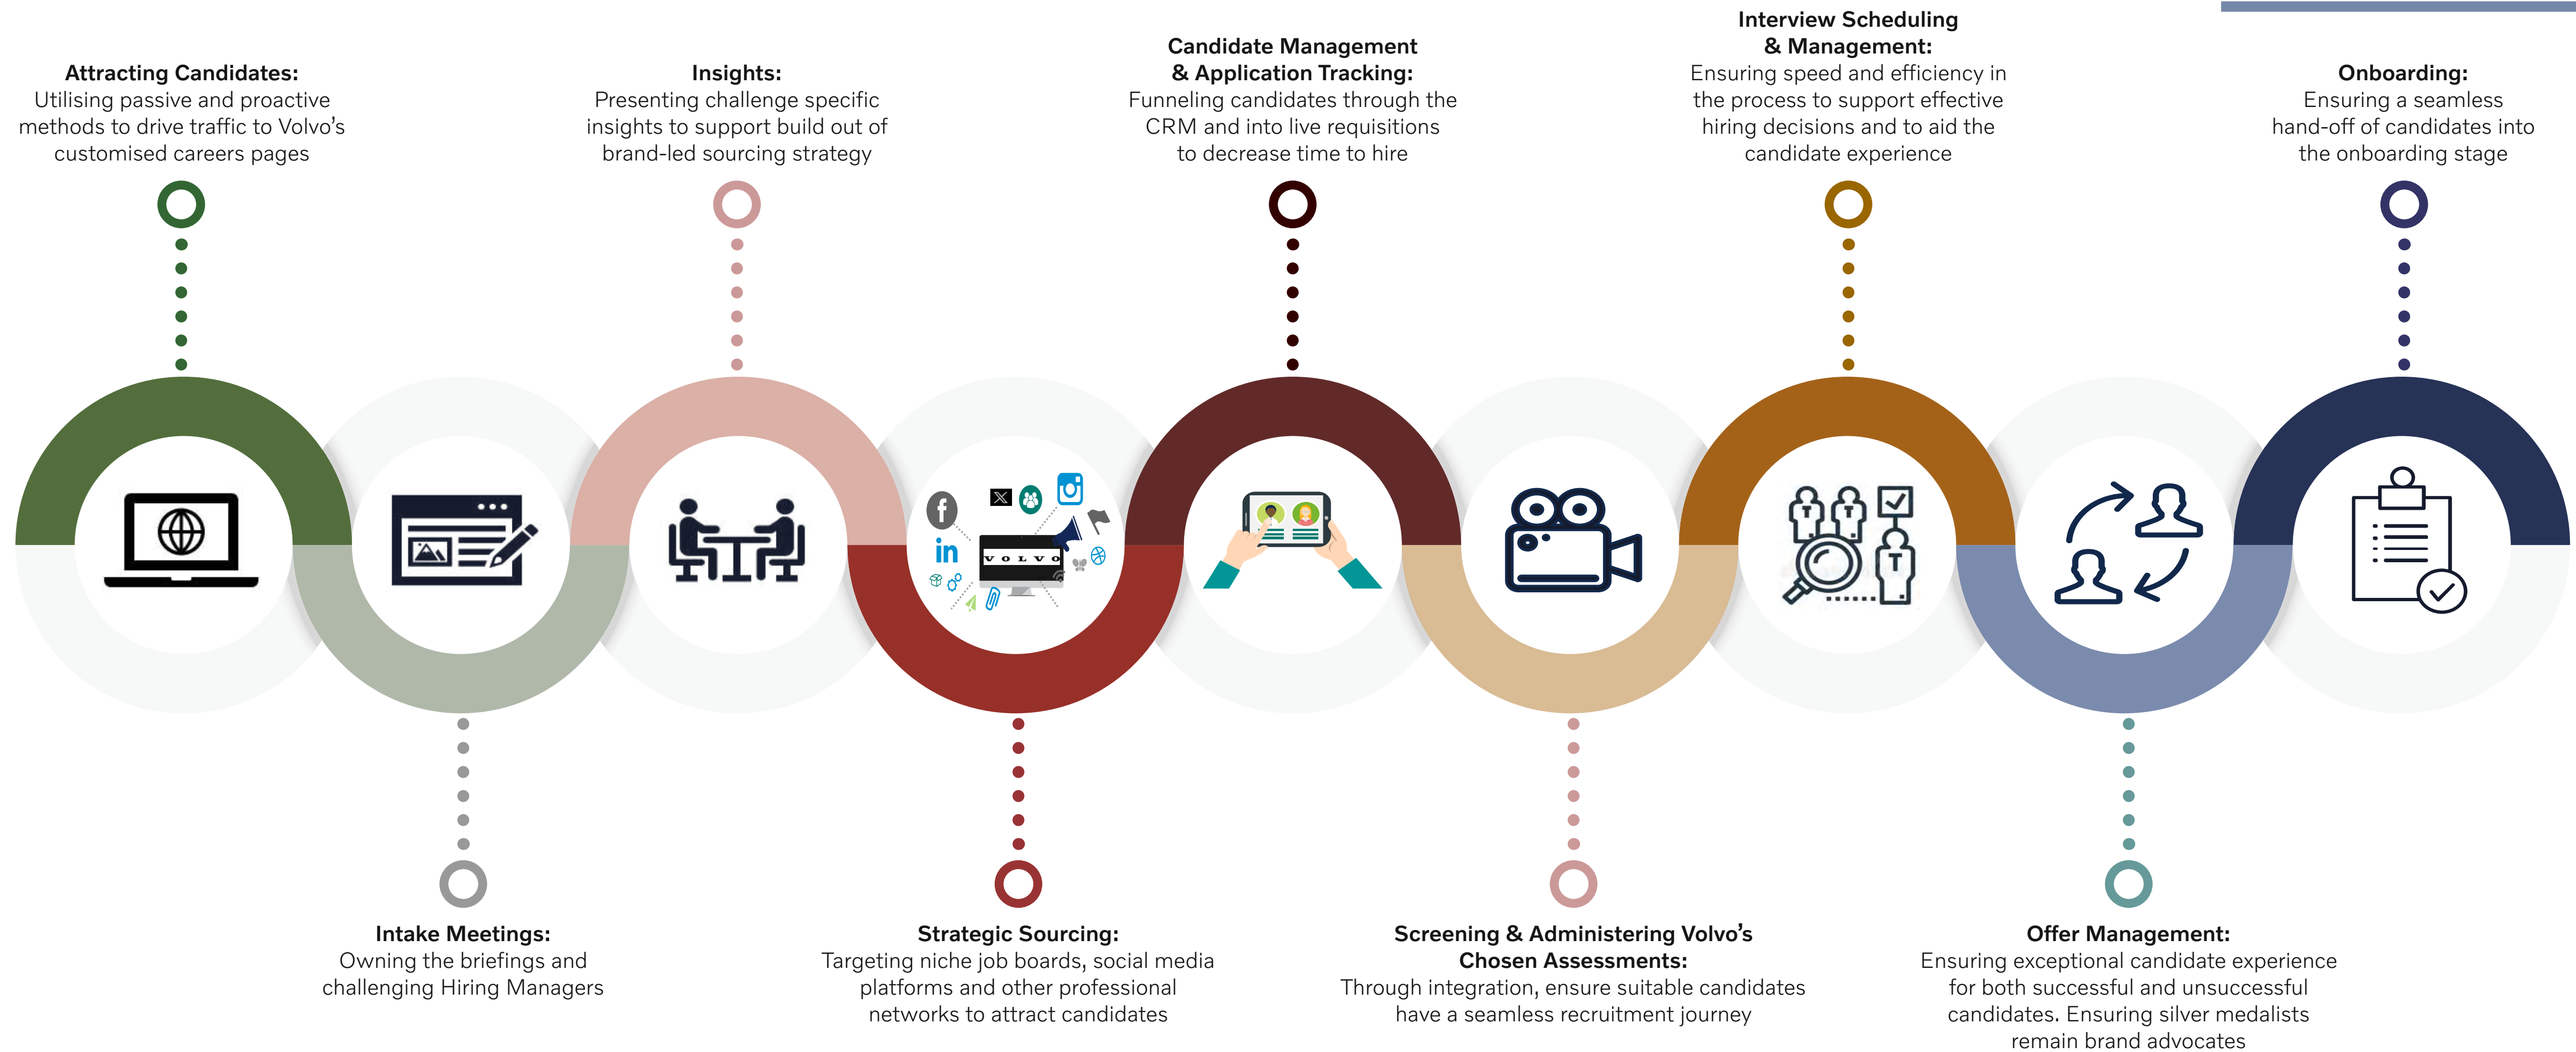 Attracting Candidates:
Utilising passive and proactive
methods to drive traffic to Volvo’s
customised careers pages
Intake Meetings:
Owning the briefings and
challenging Hiring Managers
Insights:
Presenting challenge specific
insights to support build out of
brand-led sourcing strategy
VOLVO
Strategic Sourcing:
Targeting niche job boards, social media
platforms and other professional
networks to attract candidates
Candidate Management
& Application Tracking:
Funneling candidates through the
CRM and into live requisitions
to decrease time to hire
Screening & Administering Volvo’s
Chosen Assessments:
Through integration, ensure suitable candidates
have a seamless recruitment journey
Interview Scheduling
& Management:
Ensuring speed and efficiency in
the process to support effective
hiring decisions and to aid the
candidate experience
Offer Management:
Ensuring exceptional candidate experience
for both successful and unsuccessful
candidates. Ensuring silver medalists
remain brand advocates
Onboarding:
Ensuring a seamless
hand-off of candidates into
the onboarding stage